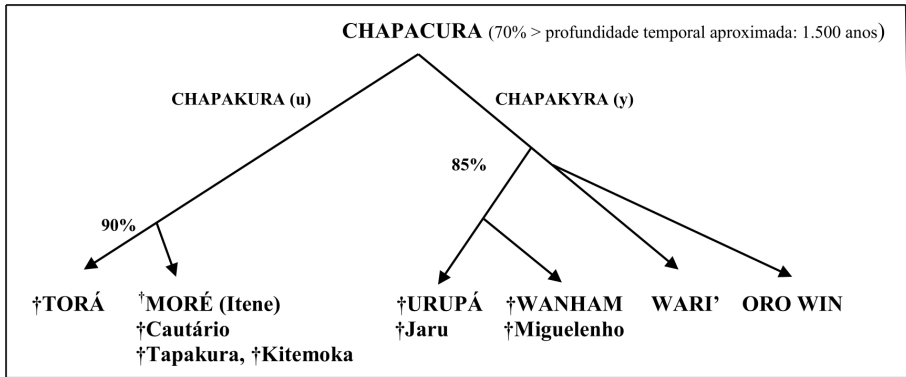 CHAPACURA (70% > profundidade temporal aproximada: 1.500 anos)
CHAPAKURA (u)
CHAPAKYRA (y)
85%
90%
†TORÁ
†MORÉ (Itene)
†Cautário
†Tapakura, †Kitemoka
†URUPÁ
†Jaru
†WANHAM
†Miguelenho
WARI’
ORO WIN